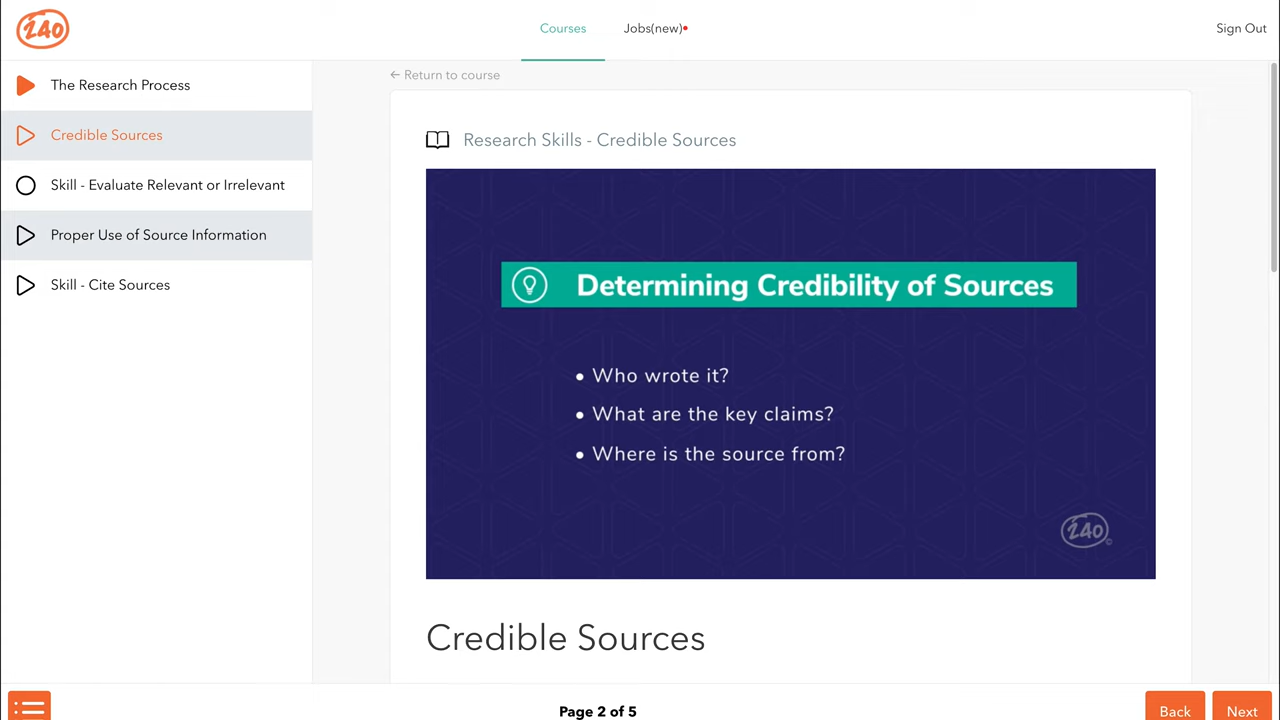 240
Courses
Jobs(new)
Sign Out
The Research Process
Credible Sources
Skill - Evaluate Relevant or Irrelevant
Proper Use of Source Information
Skill - Cite Sources
← Return to course
Research Skills - Credible Sources
Determining Credibility of Sources
• Who wrote it?
• What are the key claims?
• Where is the source from?
240
Credible Sources
Page 2 of 5
Back
Next